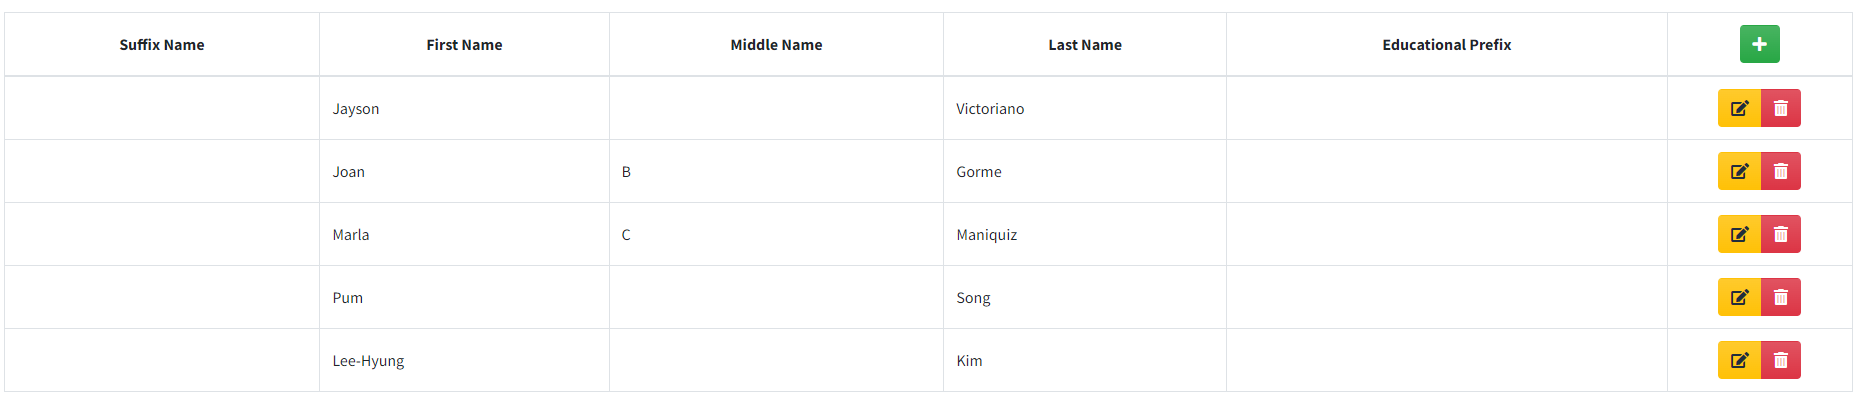 Suffix Name First Name Middle Name Last Name Educational Prefix
Jayson Victoriano
Joan B Gorme
Marla C Maniquiz
Pum Song
Lee-Hyung Kim